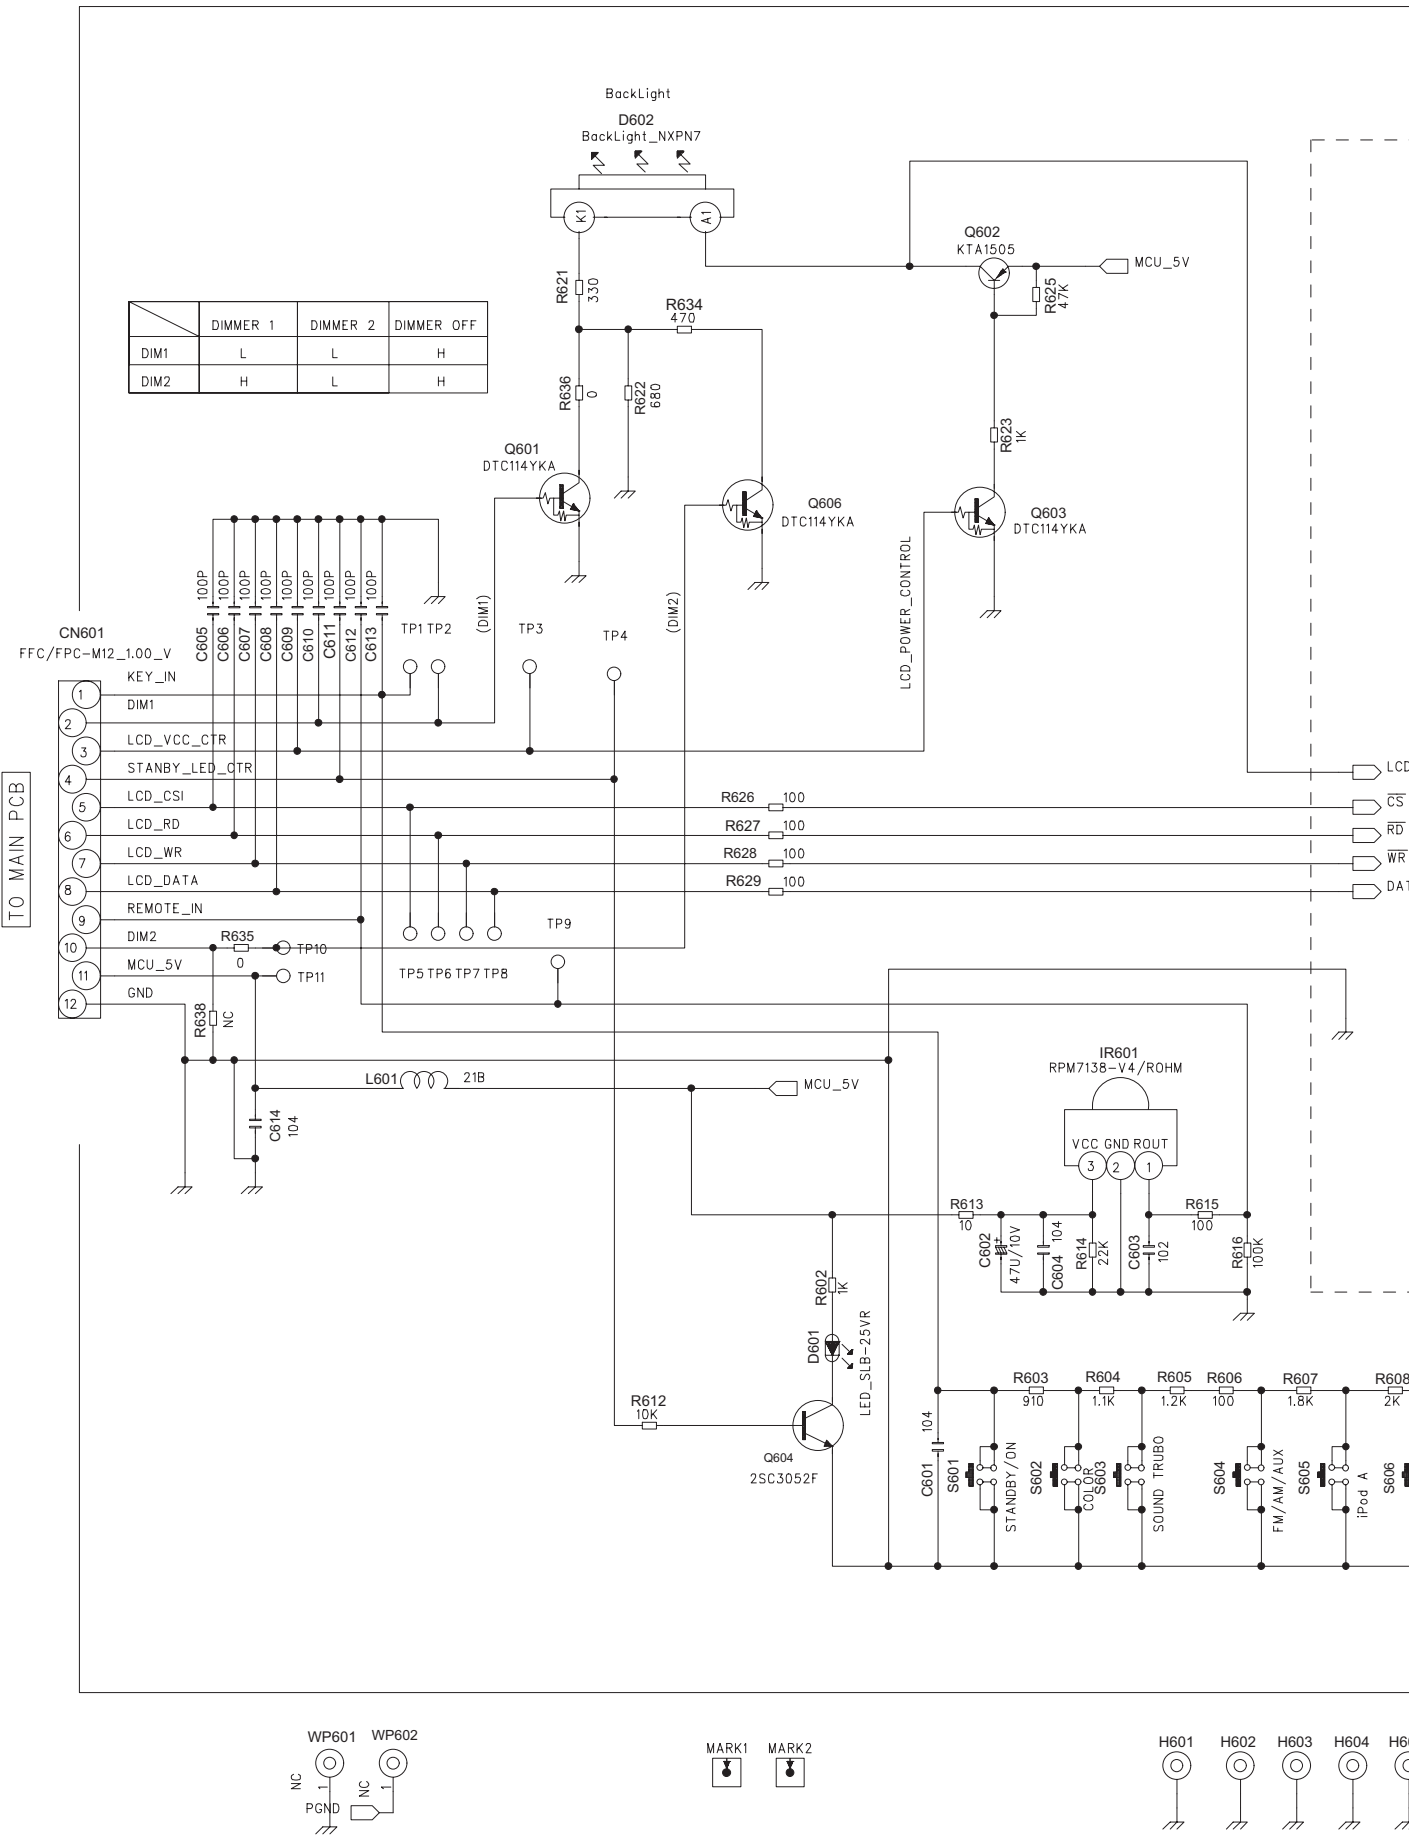 BackLight
D602
BackLight_NXPN7
K1
A1
Q602
KTA1505
MCU_5V
R625
47K
R621
330
R634
470
DIMMER 1 DIMMER 2 DIMMER OFF
DIM1 L L H
DIM2 H L H
R636
0
R622
680
R623
1K
Q601
DTC114YKA
Q606
DTC114YKA
Q603
DTC114YKA
LCD_POWER_CONTROL
100P
100P
100P
100P
100P
100P
100P
100P
100P
C605
C606
C607
C608
C609
C610
C611
C612
C613
TP1 TP2
(DIM1)
TP3
TP4
(DIM2)
CN601
FFC/FPC-M12_1.00_V
TO MAIN PCB
1 KEY_IN
2 DIM1
3 LCD_VCC_CTR
4 STANBY_LED_CTR
5 LCD_CSI
6 LCD_RD
7 LCD_WR
8 LCD_DATA
9 REMOTE_IN
10 DIM2
11 MCU_5V
12 GND
LCD
R626 100
CS
R627 100
RD
R628 100
WR
R629 100
DAT
R635
0
TP10
TP11
TP5 TP6 TP7 TP8
TP9
R638
NC
L601 21B
MCU_5V
C614
104
IR601
RPM7138-V4/ROHM
VCC GND ROUT
3 2 1
R613
10
R615
100
C602
+
47U/10V
C604
104
R614
22K
C603
102
R616
100K
R602
1K
D601
LED_SLB-25VR
R612
10K
Q604
2SC3052F
R603
910
R604
1.1K
R605
1.2K
R606
100
R607
1.8K
R608
2K
C601
104
S601
STANDBY/ON
S602
COLOR
S603
SOUND TRUBO
S604
FM/AM/AUX
S605
iPod A
S606
WP601 WP602
NC
1
NC
1
PGND
MARK1 MARK2
H601 H602 H603 H604 H60